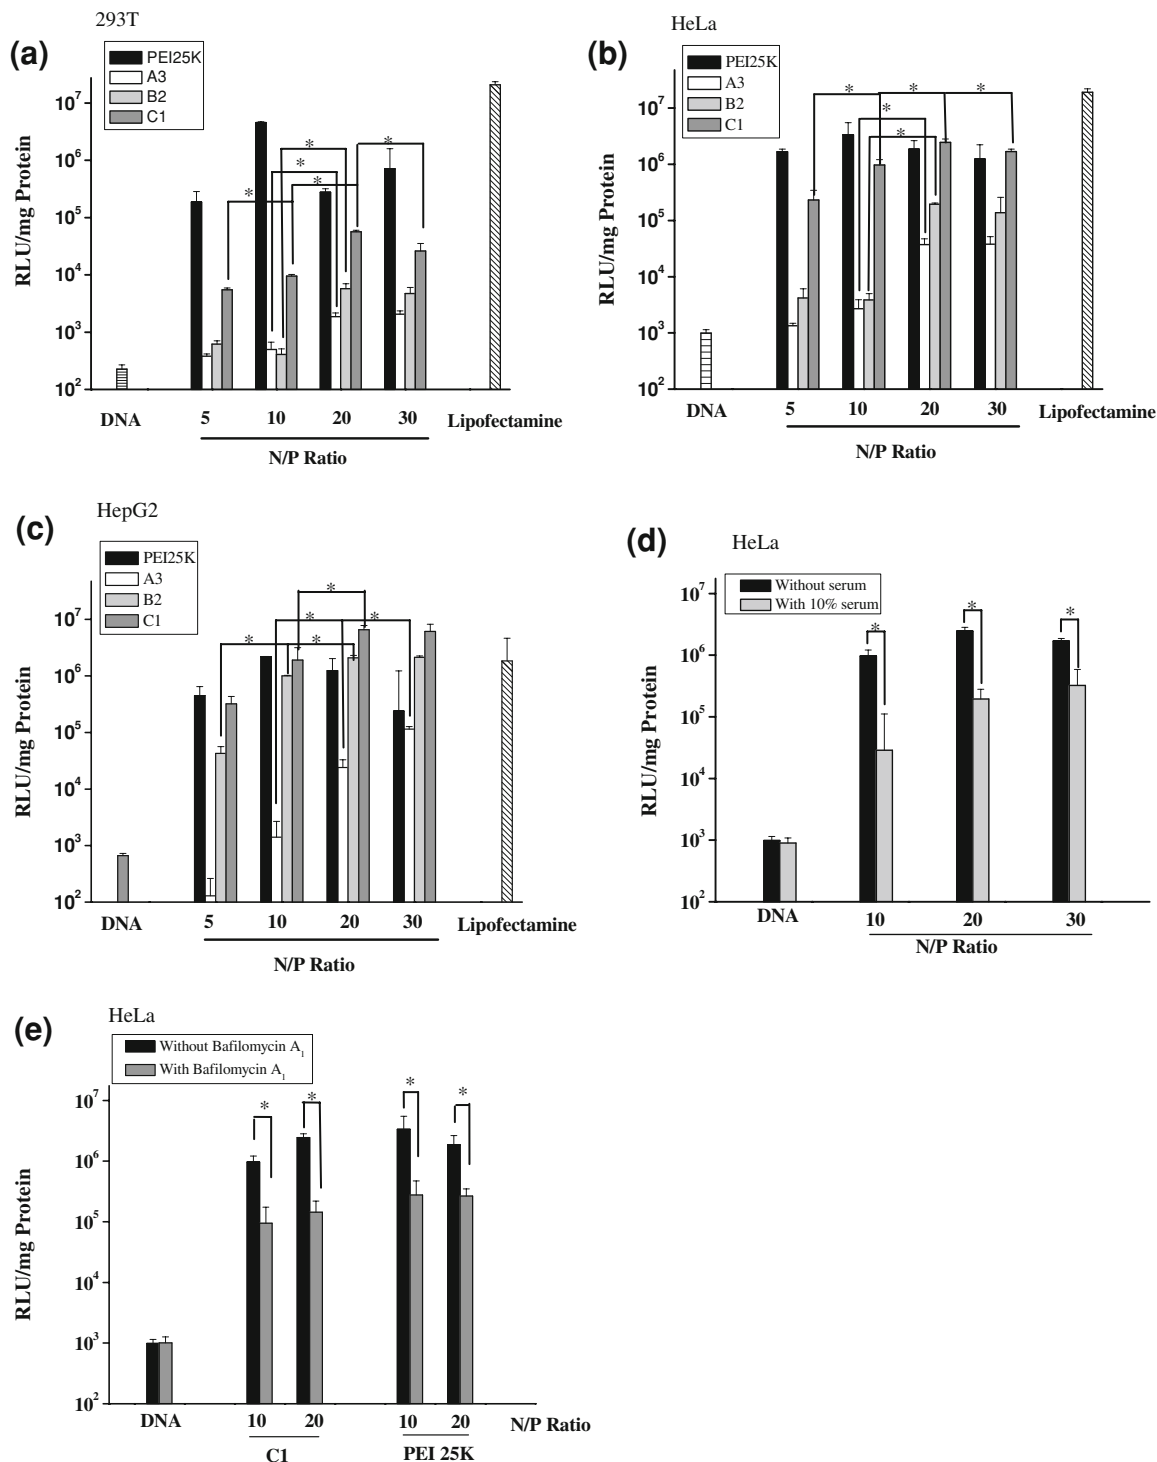 293T
(a)
PEI25K
A3
B2
C1
10⁷
10⁶
10⁵
10⁴
10³
10²
RLU/mg Protein
* * * * *
DNA 5 10 20 30 Lipofectamine
N/P Ratio
HeLa
(b)
PEI25K
A3
B2
C1
10⁷
10⁶
10⁵
10⁴
10³
10²
RLU/mg Protein
* * * * *
DNA 5 10 20 30 Lipofectamine
N/P Ratio
HepG2
(c)
PEI25K
A3
B2
C1
10⁷
10⁶
10⁵
10⁴
10³
10²
RLU/mg Protein
* * * * *
DNA 5 10 20 30 Lipofectamine
N/P Ratio
(d)
HeLa
Without serum
With 10% serum
10⁷
10⁶
10⁵
10⁴
10³
10²
RLU/mg Protein
* * *
DNA 10 20 30
N/P Ratio
HeLa
(e)
Without Bafilomycin A₁
With Bafilomycin A₁
10⁷
10⁶
10⁵
10⁴
10³
10²
RLU/mg Protein
* * * *
DNA 10 20 10 20 N/P Ratio
C1 PEI 25K